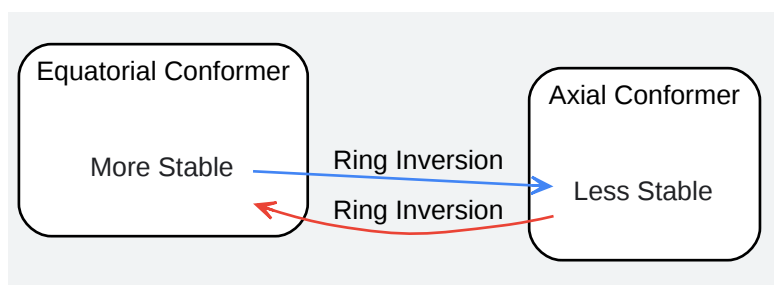 Equatorial Conformer
More Stable
Ring Inversion
Ring Inversion
Axial Conformer
Less Stable